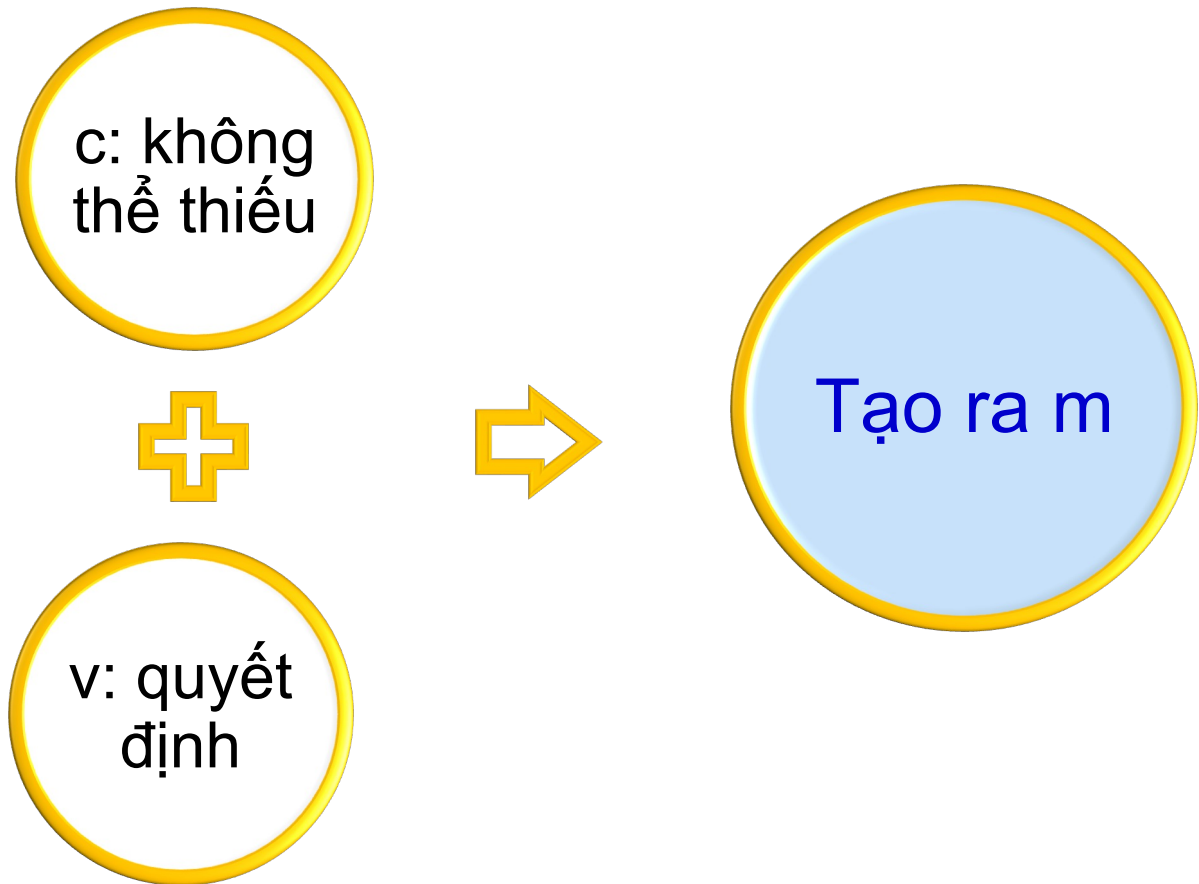 c: không
thể thiếu
v: quyết
định
Tạo ra m